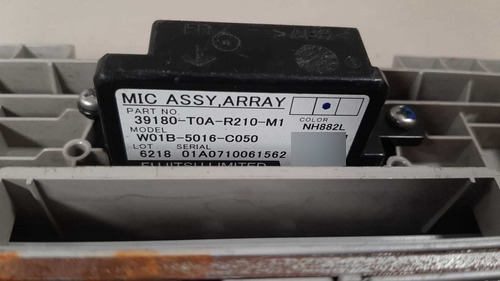 MIC ASSY,ARRAY
PART NO.
39180-T0A-R210-M1
COLOR
NH882L
MODEL
W01B-5016-C050
LOT SERIAL
6218 01A0710061562
FUJITSU LIMITED